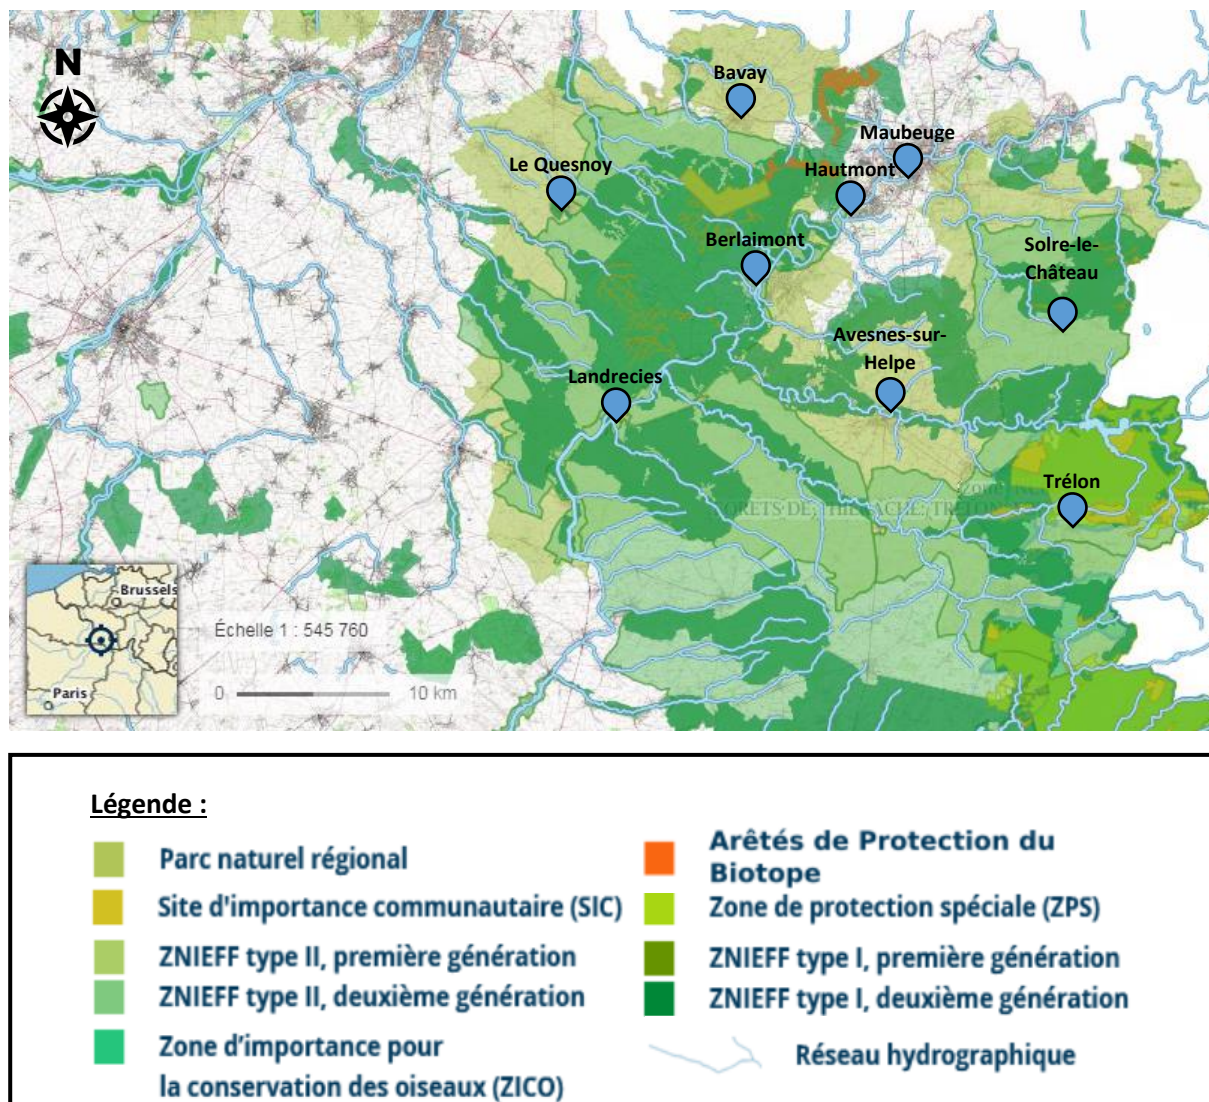 N
Bavay
Maubeuge
Le Quesnoy
Hautmont
Berlaimont
Solre-le-
Château
Avesnes-sur-
Helpe
Landrecies
Trélon
Brussels
Paris
Échelle 1 : 545 760
0 10 km
Légende :
Parc naturel régional
Site d'importance communautaire (SIC)
ZNIEFF type II, première génération
ZNIEFF type II, deuxième génération
Zone d'importance pour
la conservation des oiseaux (ZICO)
Arêtés de Protection du
Biotope
Zone de protection spéciale (ZPS)
ZNIEFF type I, première génération
ZNIEFF type I, deuxième génération
Réseau hydrographique